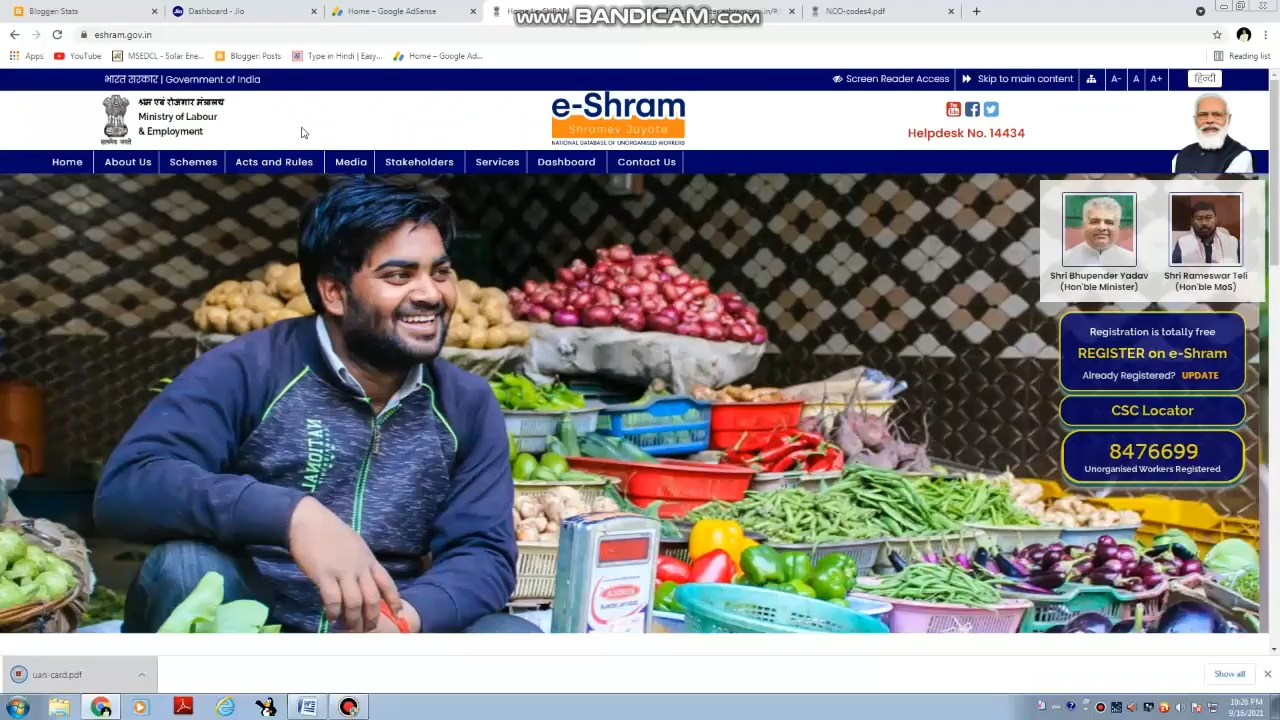 Blogger: Posts
Dashboard - Jio
Home – Google AdSense
NCO-codes4.pdf
www.BANDICAM.com
eshram.gov.in
Apps
YouTube
MSEDCL - Solar Ene...
Blogger: Posts
Type in Hindi | Easy...
Home – Google Ad...
Reading list
भारत सरकार | Government of India
Screen Reader Access
Skip to main content
A-
A
A+
हिन्दी
श्रम एवं रोजगार मंत्रालय
Ministry of Labour
& Employment
सत्यमेव जयते
e-Shram
Shramev Jayate
NATIONAL DATABASE OF UNORGANISED WORKERS
Helpdesk No. 14434
Home
About Us
Schemes
Acts and Rules
Media
Stakeholders
Services
Dashboard
Contact Us
Shri Bhupender Yadav
(Hon'ble Minister)
Shri Rameswar Teli
(Hon'ble MoS)
Registration is totally free
REGISTER on e-Shram
Already Registered? UPDATE
CSC Locator
8476699
Unorganised Workers Registered
uan-card.pdf
Show all
10:26 PM
9/16/2021